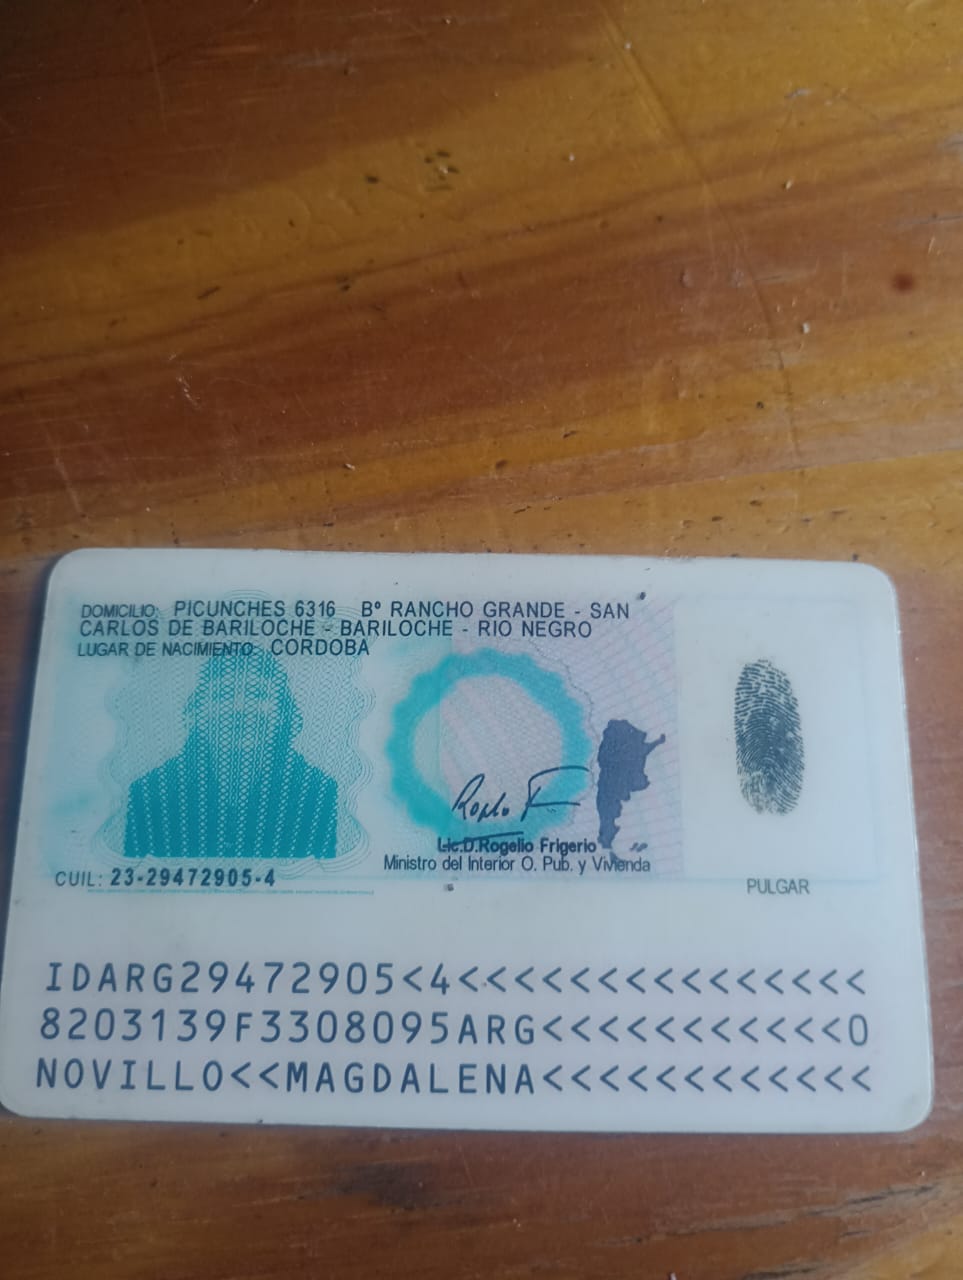 DOMICILIO: PICUNCHES 6316 Bº RANCHO GRANDE - SAN
CARLOS DE BARILOCHE - BARILOCHE - RIO NEGRO
LUGAR DE NACIMIENTO: CORDOBA
Lic.D.Rogelio Frigerio
Ministro del Interior O. Pub. y Vivienda
CUIL: 23-29472905-4
PULGAR
IDARG29472905<4<<<<<<<<<<<<<<<
8203139F3308095ARG<<<<<<<<<<<0
NOVILLO<<MAGDALENA<<<<<<<<<<<<